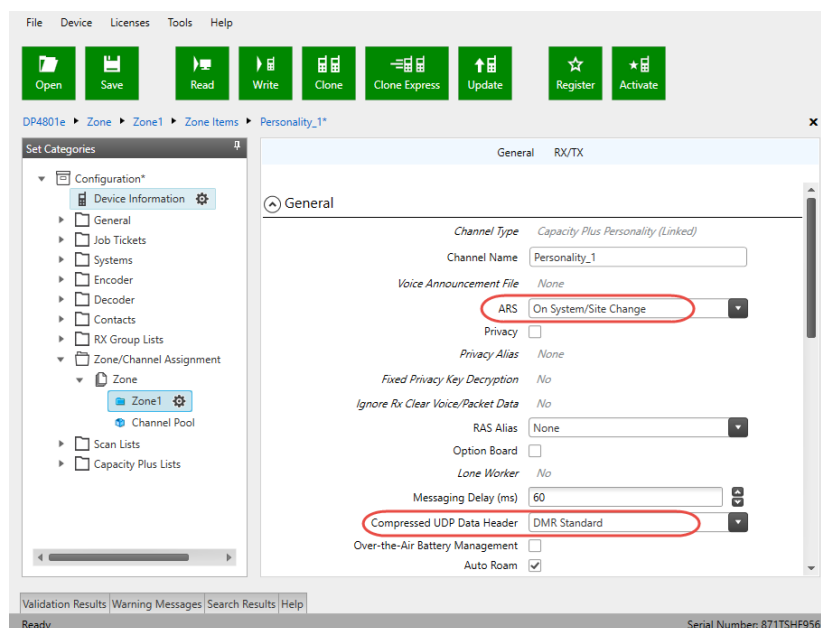 File Device Licenses Tools Help
Open Save Read Write Clone Clone Express Update Register Activate
DP4801e Zone Zone1 Zone Items Personality_1*
Set Categories
General RX/TX
Configuration*
Device Information
General
Job Tickets
Systems
Encoder
Decoder
Contacts
RX Group Lists
Zone/Channel Assignment
Zone
Zone1
Channel Pool
Scan Lists
Capacity Plus Lists
General
Channel Type Capacity Plus Personality (Linked)
Channel Name Personality_1
Voice Announcement File None
ARS On System/Site Change
Privacy
Privacy Alias None
Fixed Privacy Key Decryption No
Ignore Rx Clear Voice/Packet Data No
RAS Alias None
Option Board
Lone Worker No
Messaging Delay (ms) 60
Compressed UDP Data Header DMR Standard
Over-the-Air Battery Management
Auto Roam
Validation Results Warning Messages Search Results Help
Ready Serial Number: 871TSHF956